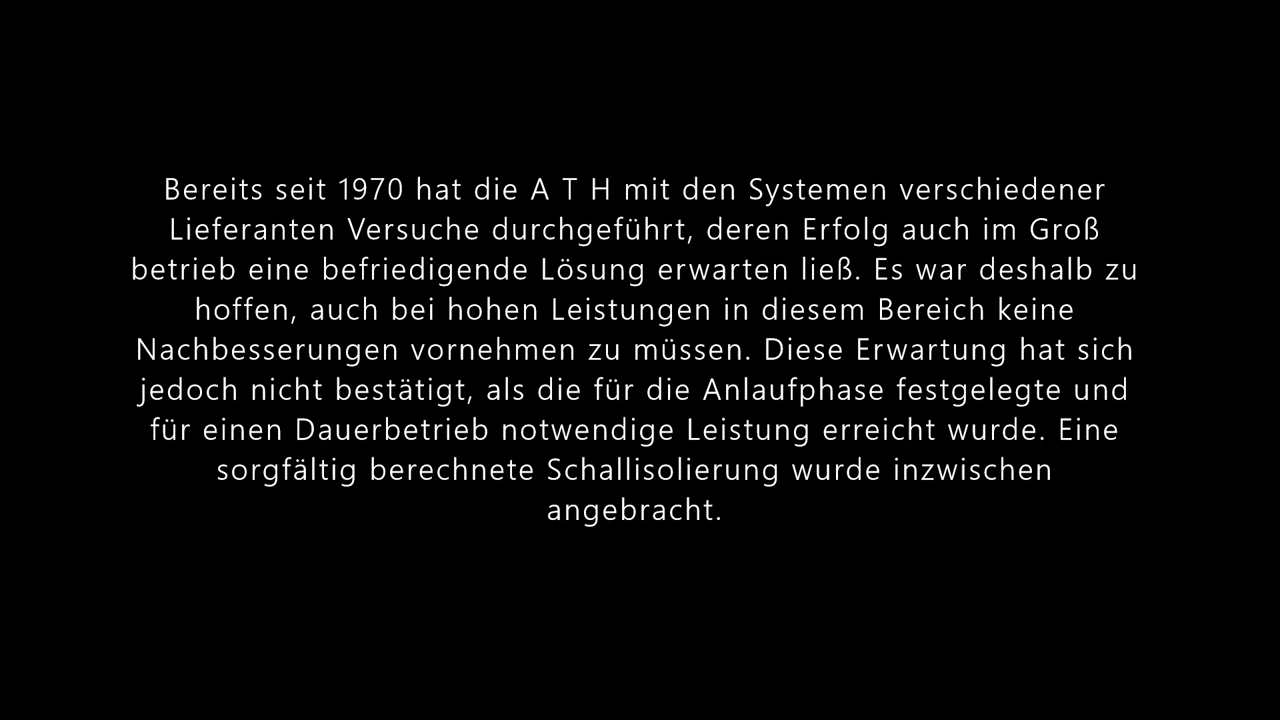 Bereits seit 1970 hat die A T H mit den Systemen verschiedener
Lieferanten Versuche durchgeführt, deren Erfolg auch im Groß
betrieb eine befriedigende Lösung erwarten ließ. Es war deshalb zu
hoffen, auch bei hohen Leistungen in diesem Bereich keine
Nachbesserungen vornehmen zu müssen. Diese Erwartung hat sich
jedoch nicht bestätigt, als die für die Anlaufphase festgelegte und
für einen Dauerbetrieb notwendige Leistung erreicht wurde. Eine
sorgfältig berechnete Schallisolierung wurde inzwischen
angebracht.